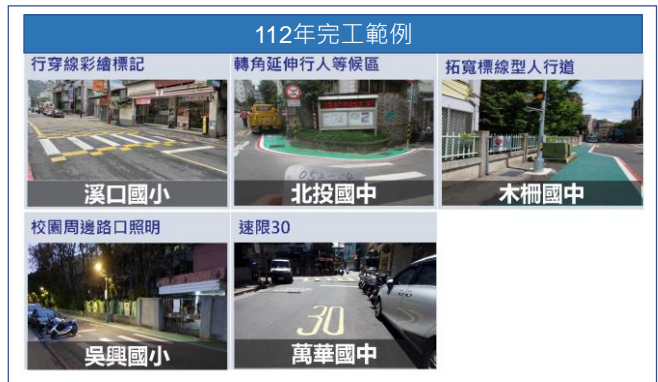 112年完工範例
行穿線彩繪標記
轉角延伸行人等候區
拓寬標線型人行道
052-04
溪口國小
北投國中
木柵國中
校園周邊路口照明
速限30
30
吳興國小
萬華國中